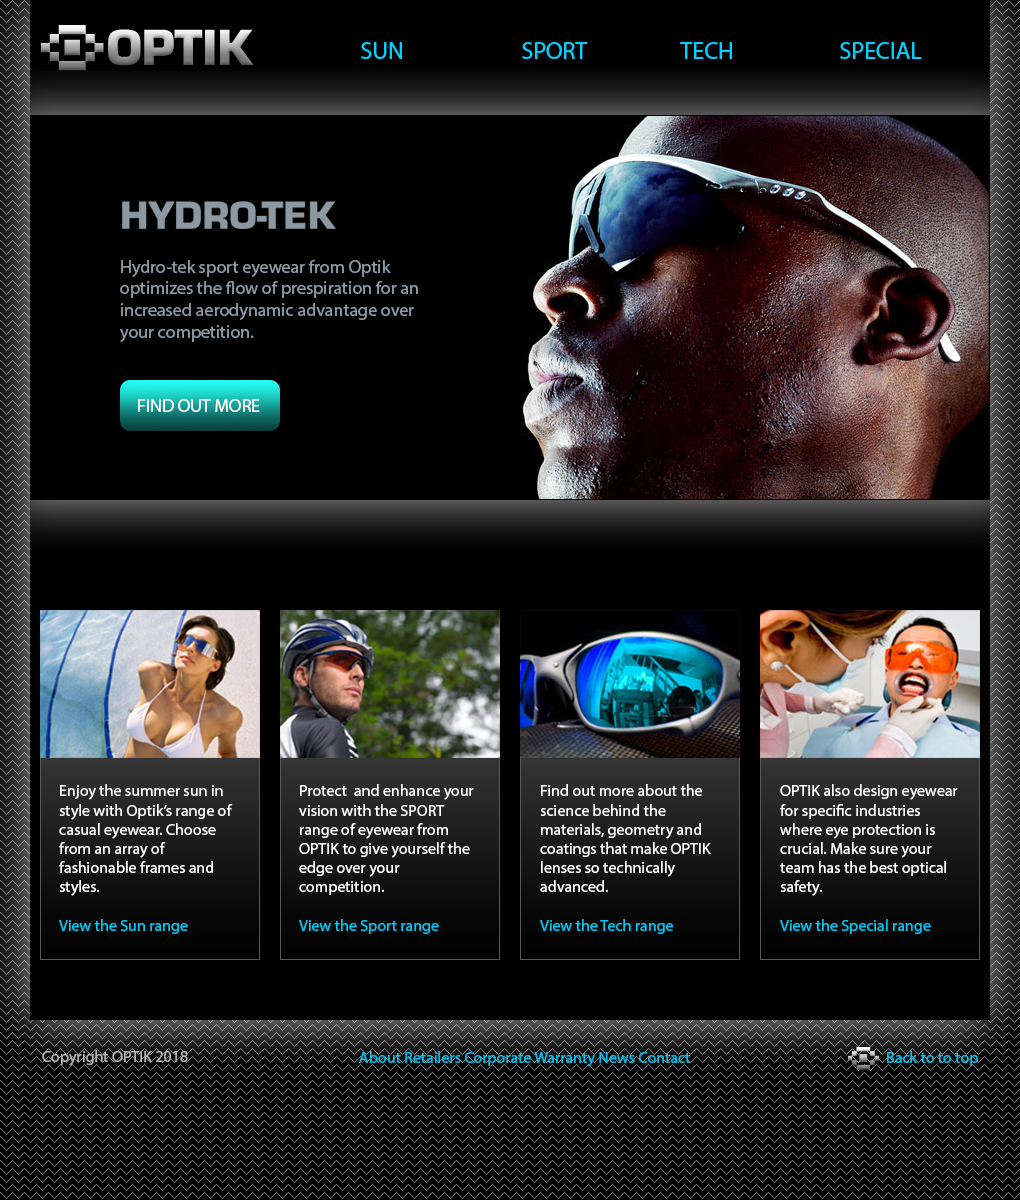 OPTIK
SUN
SPORT
TECH
SPECIAL
HYDRO-TEK
Hydro-tek sport eyewear from Optik
optimizes the flow of prespiration for an
increased aerodynamic advantage over
your competition.
FIND OUT MORE
Enjoy the summer sun in
style with Optik's range of
casual eyewear. Choose
from an array of
fashionable frames and
styles.
View the Sun range
Protect and enhance your
vision with the SPORT
range of eyewear from
OPTIK to give yourself the
edge over your
competition.
View the Sport range
Find out more about the
science behind the
materials, geometry and
coatings that make OPTIK
lenses so technically
advanced.
View the Tech range
OPTIK also design eyewear
for specific industries
where eye protection is
crucial. Make sure your
team has the best optical
safety.
View the Special range
Copyright OPTIK 2018
About Retailers Corporate Warranty News Contact
Back to to top